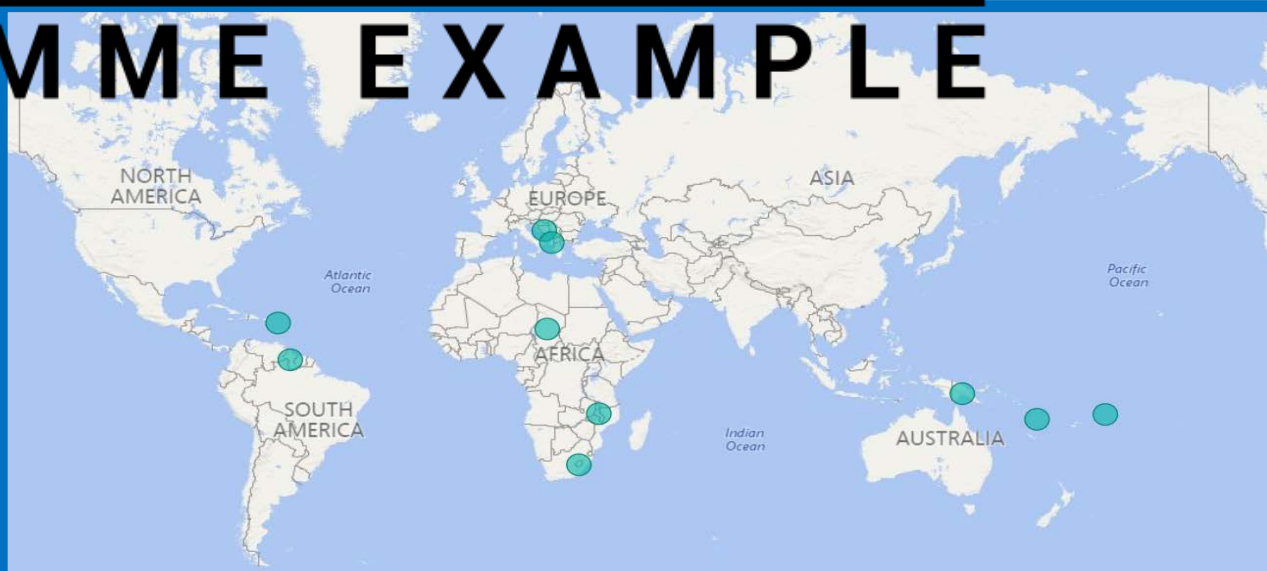 MME EXAMPLE
NORTH
AMERICA
EUROPE
ASIA
Atlantic
Ocean
Pacific
Ocean
AFRICA
SOUTH
AMERICA
Indian
Ocean
AUSTRALIA